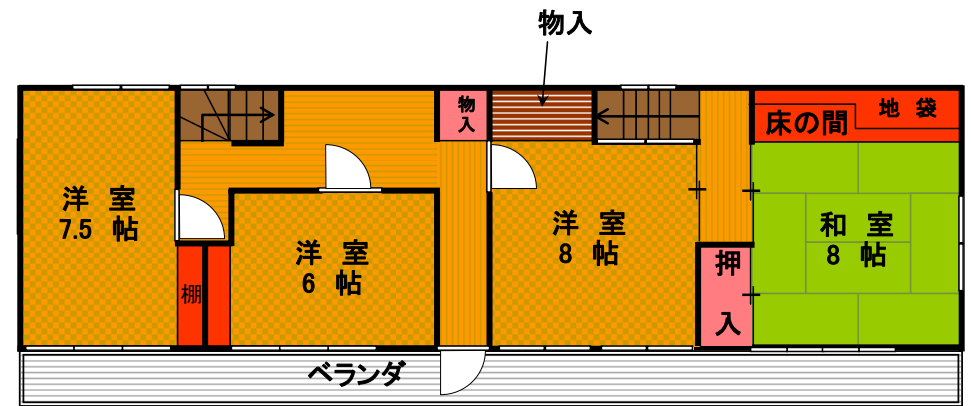 物入
物
入
床の間
地 袋
洋 室
7.5 帖
洋 室
6 帖
棚
洋 室
8 帖
押
入
和 室
8 帖
ベランダ